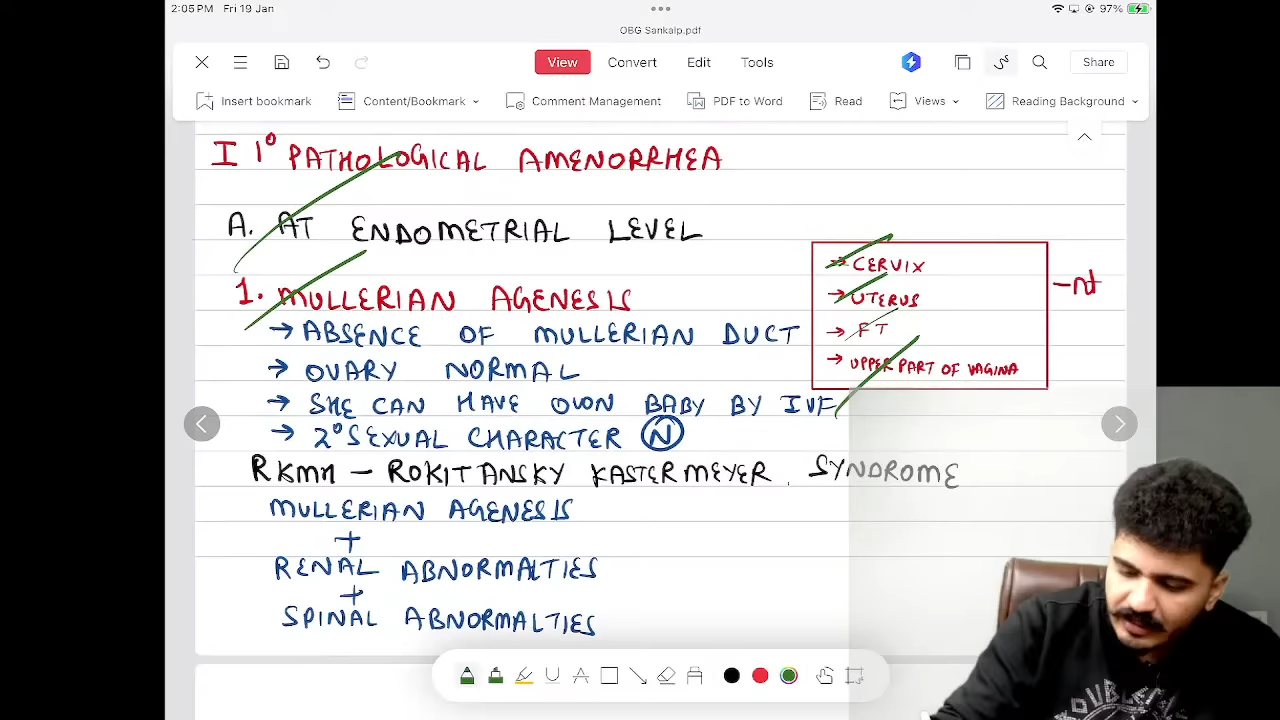 2:05 PM Fri 19 Jan
97%
OBG Sankalp.pdf
View Convert Edit Tools Share
Insert bookmark Content/Bookmark Comment Management PDF to Word Read Views Reading Background
I 1° PATHOLOGICAL AMENORRHEA
A. AT ENDOMETRIAL LEVEL
1. MULLERIAN AGENESIS
→ ABSENCE OF MULLERIAN DUCT
→ OVARY NORMAL
→ SHE CAN HAVE OWN BABY BY IVF
→ 2° SEXUAL CHARACTER N
→ CERVIX
→ UTERUS
→ FT
→ UPPER PART OF VAGINA
RKMH – ROKITANSKY KASTERMEYER SYNDROME
MULLERIAN AGENESIS
+
RENAL ABNORMALTIES
+
SPINAL ABNORMALTIES